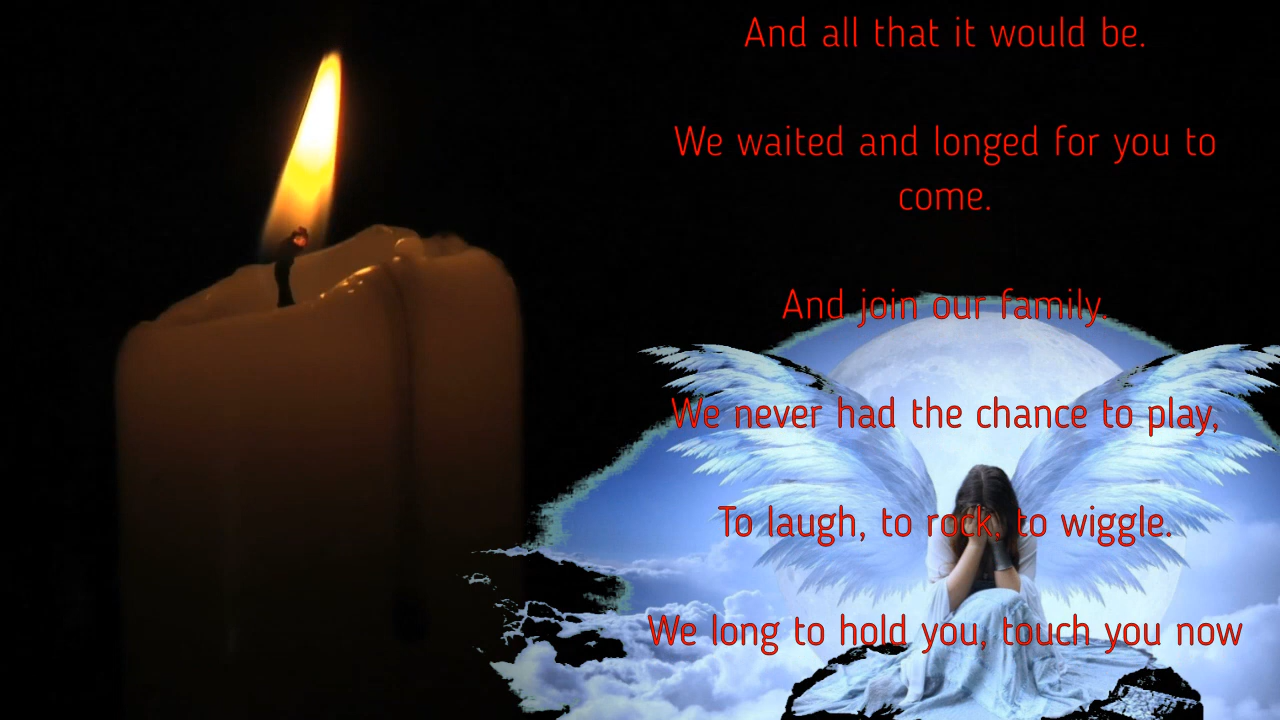 And all that it would be.
We waited and longed for you to
come.
And join our family.
We never had the chance to play,
To laugh, to rock, to wiggle.
We long to hold you, touch you now